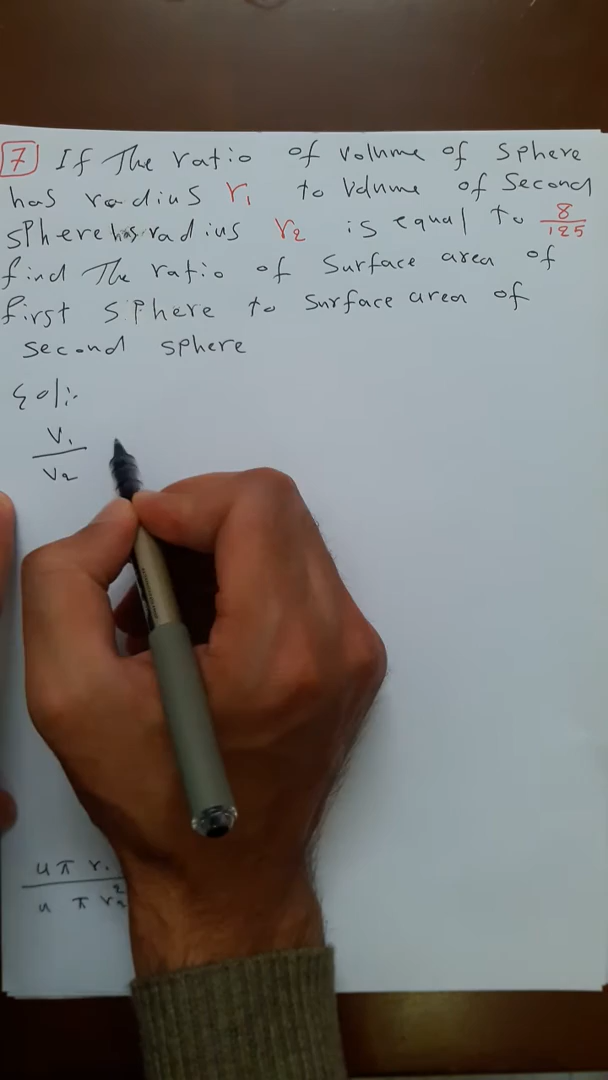 7 If The ratio of volume of sphere
has radius r₁ to volume of Second
sphere has radius r₂ is equal to 8/125
find The ratio of Surface area of
first sphere to surface area of
second sphere
Sol:-
V₁
V₂
4 π r
4 π r₂²